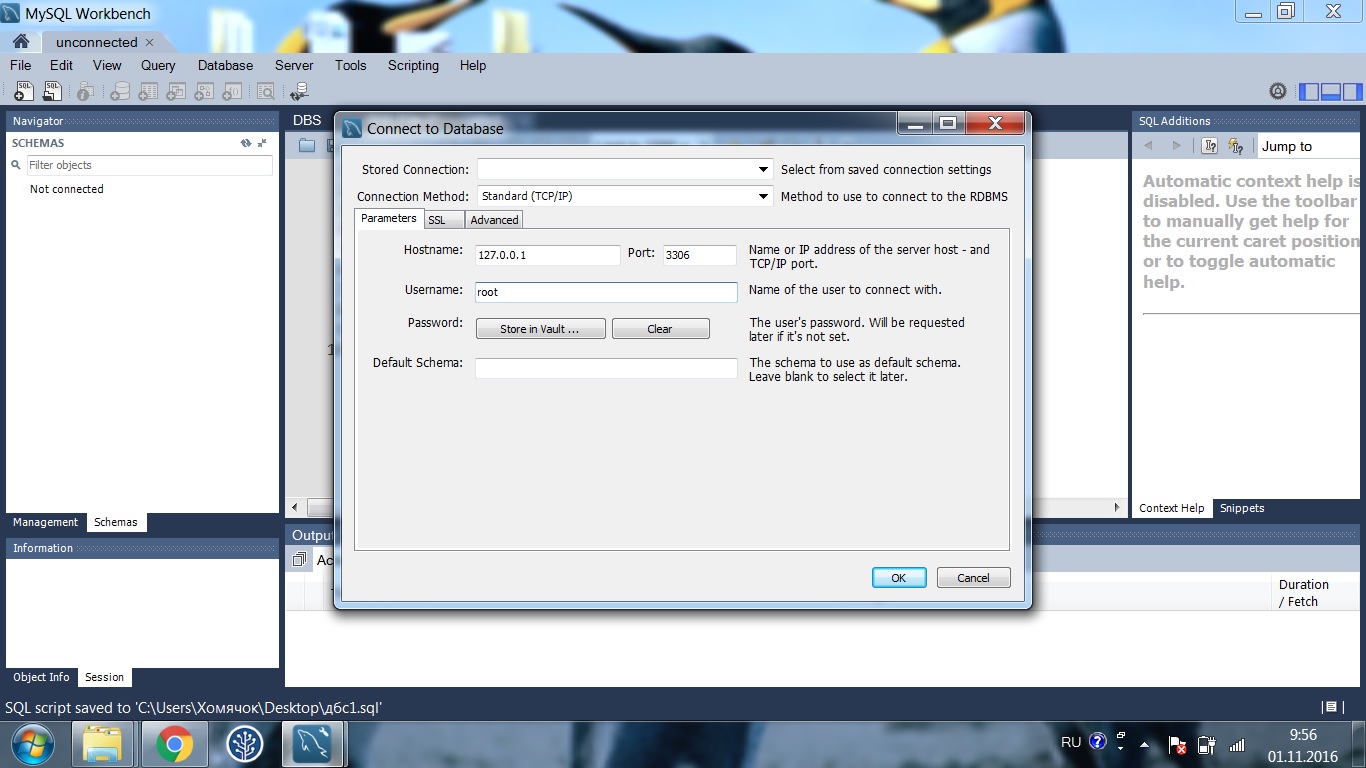 MySQL Workbench
unconnected
File Edit View Query Database Server Tools Scripting Help
SQL SQL
Navigator
SCHEMAS
Filter objects
Not connected
Management Schemas
Information
Object Info Session
DBS
1
Connect to Database
Stored Connection: Select from saved connection settings
Connection Method: Standard (TCP/IP) Method to use to connect to the RDBMS
Parameters SSL Advanced
Hostname: 127.0.0.1 Port: 3306 Name or IP address of the server host - and
TCP/IP port.
Username: root Name of the user to connect with.
Password: Store in Vault ... Clear The user's password. Will be requested
later if it's not set.
Default Schema: The schema to use as default schema.
Leave blank to select it later.
OK Cancel
SQL Additions
Jump to
Automatic context help is
disabled. Use the toolbar
to manually get help for
the current caret position
or to toggle automatic
help.
Context Help Snippets
Output
Duration
/ Fetch
SQL script saved to 'C:\Users\Хомячок\Desktop\дбс1.sql'
RU
9:56
01.11.2016